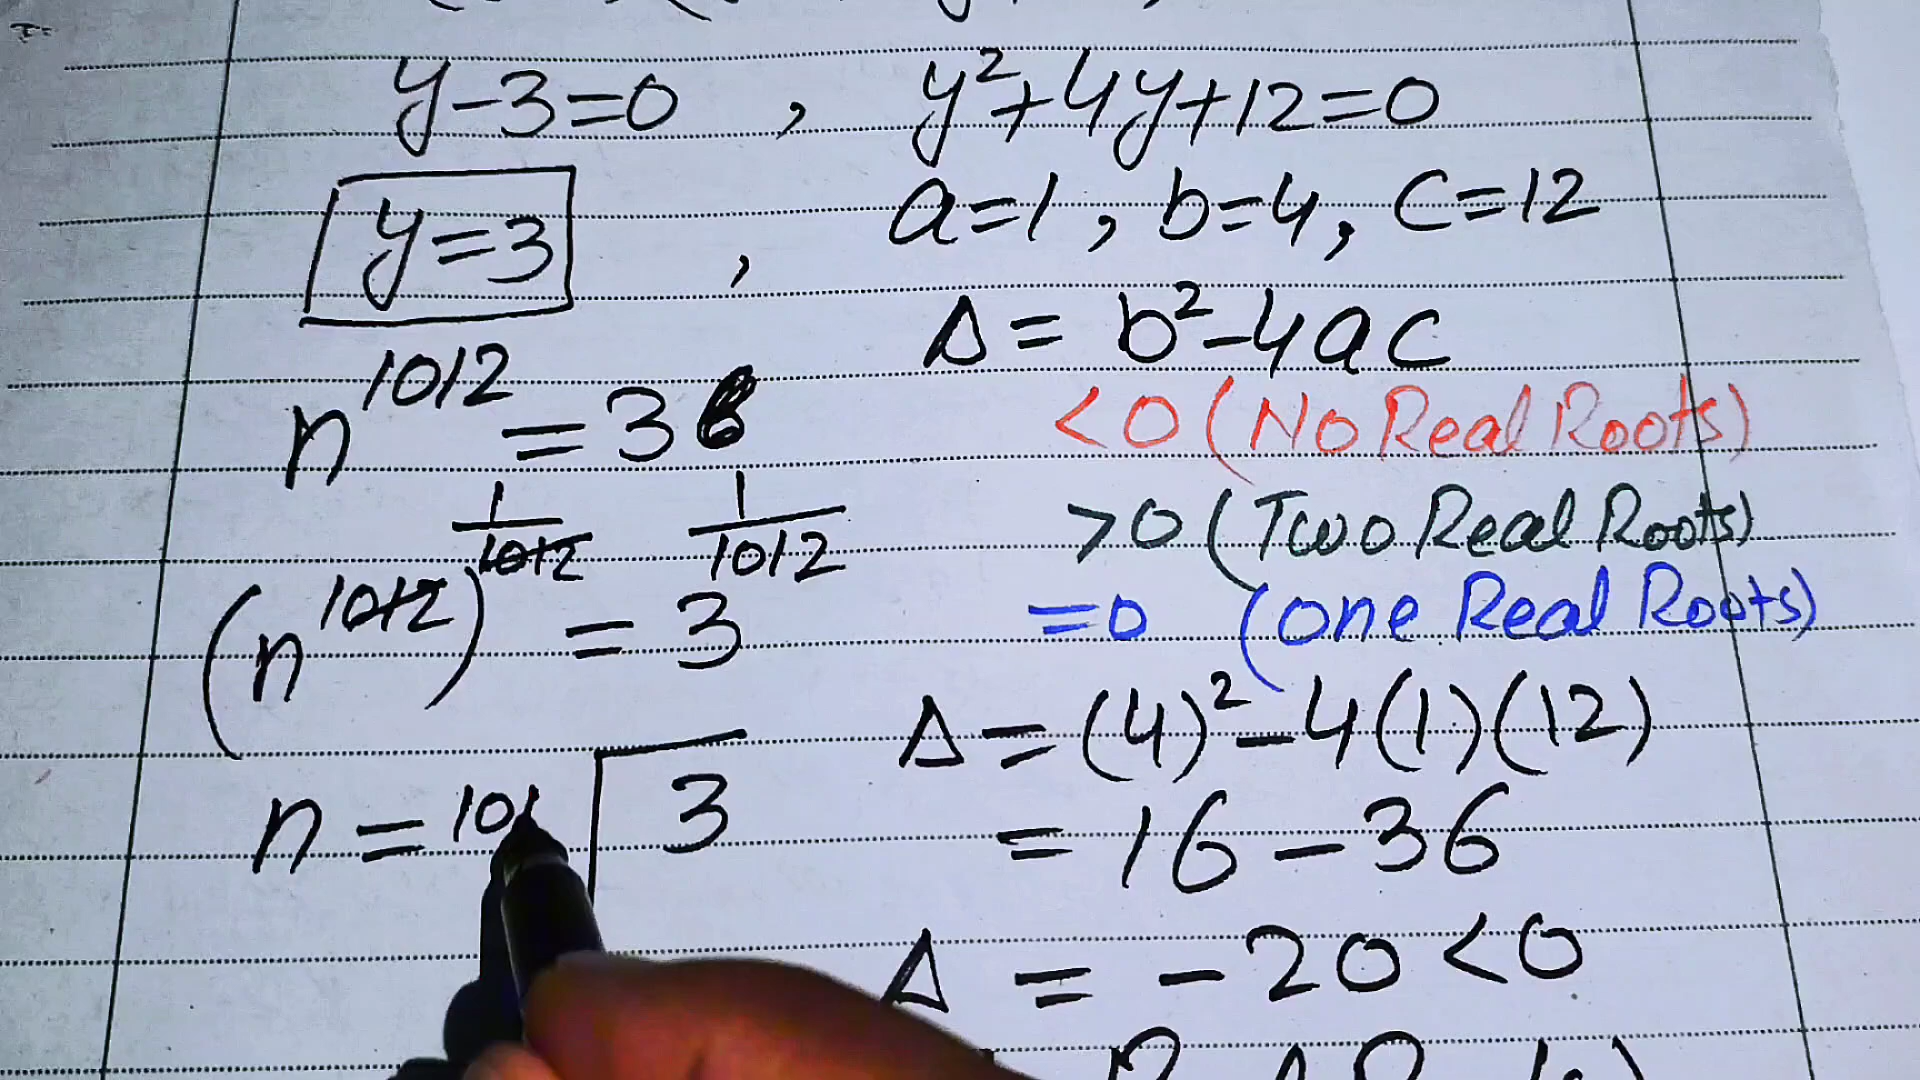 y-3=0 , y²+4y+12=0
y=3 , a=1, b=4, c=12
Δ= b²-4ac
n^1012 = 3
<0 (No Real Roots)
>0 (Two Real Roots)
=0 (one Real Roots)
(n^1012)^1/1012 = 3^1/1012
Δ= (4)²-4(1)(12)
n = 101√3
= 16-36
Δ = -20<0